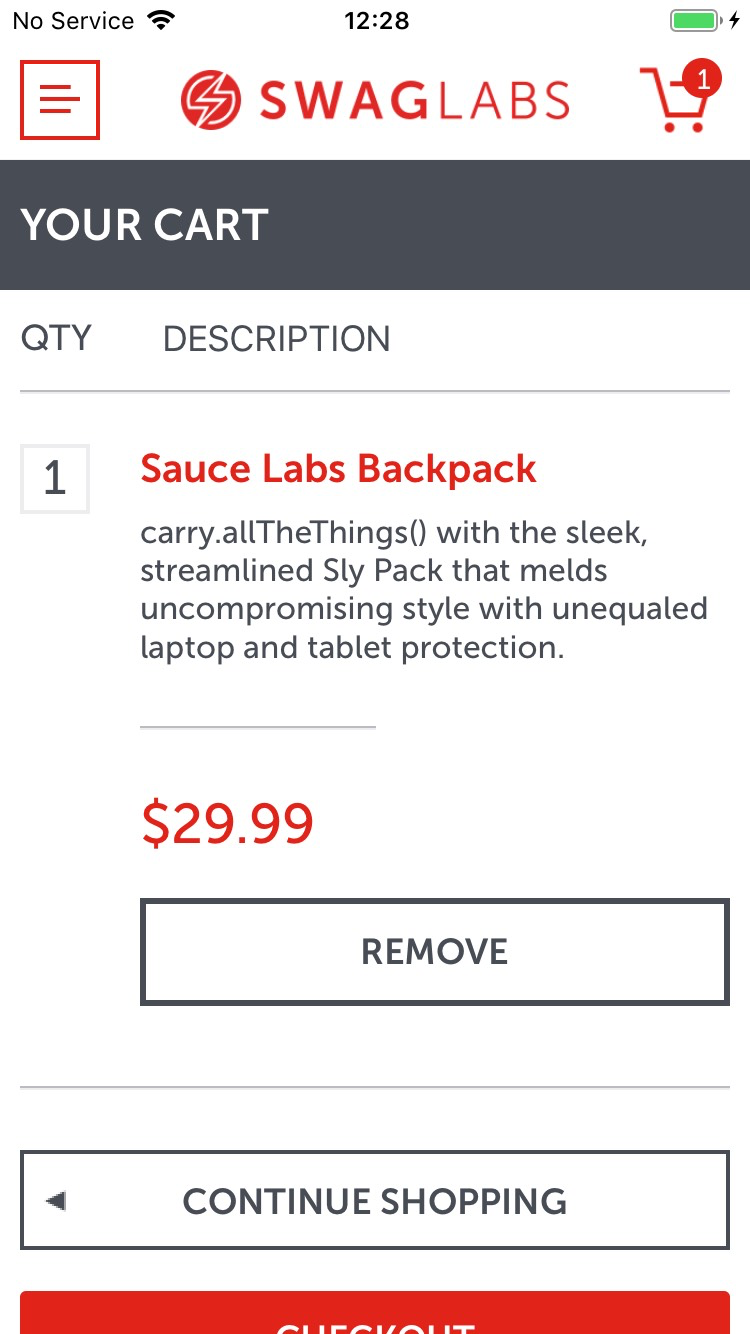 No Service 12:28
SWAGLABS 1
YOUR CART
QTY DESCRIPTION
1 Sauce Labs Backpack
carry.allTheThings() with the sleek,
streamlined Sly Pack that melds
uncompromising style with unequaled
laptop and tablet protection.
$29.99
REMOVE
CONTINUE SHOPPING
CHECKOUT